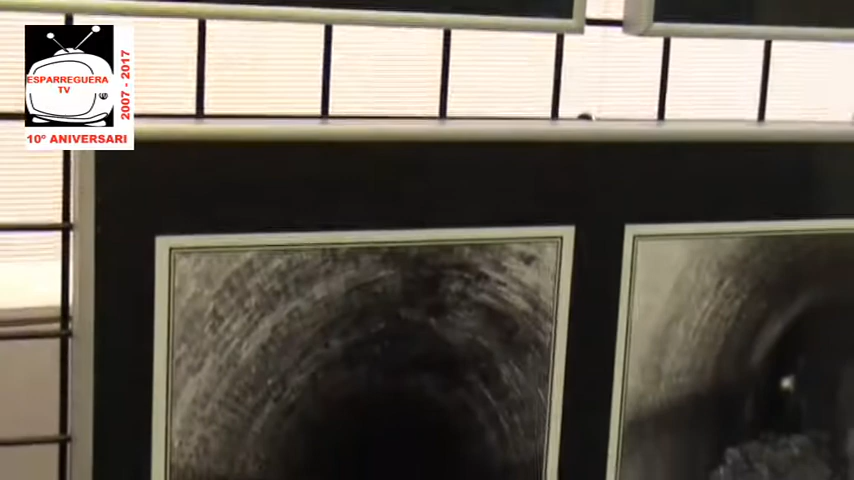 ESPARREGUERA
TV
2007 - 2017
10º ANIVERSARI